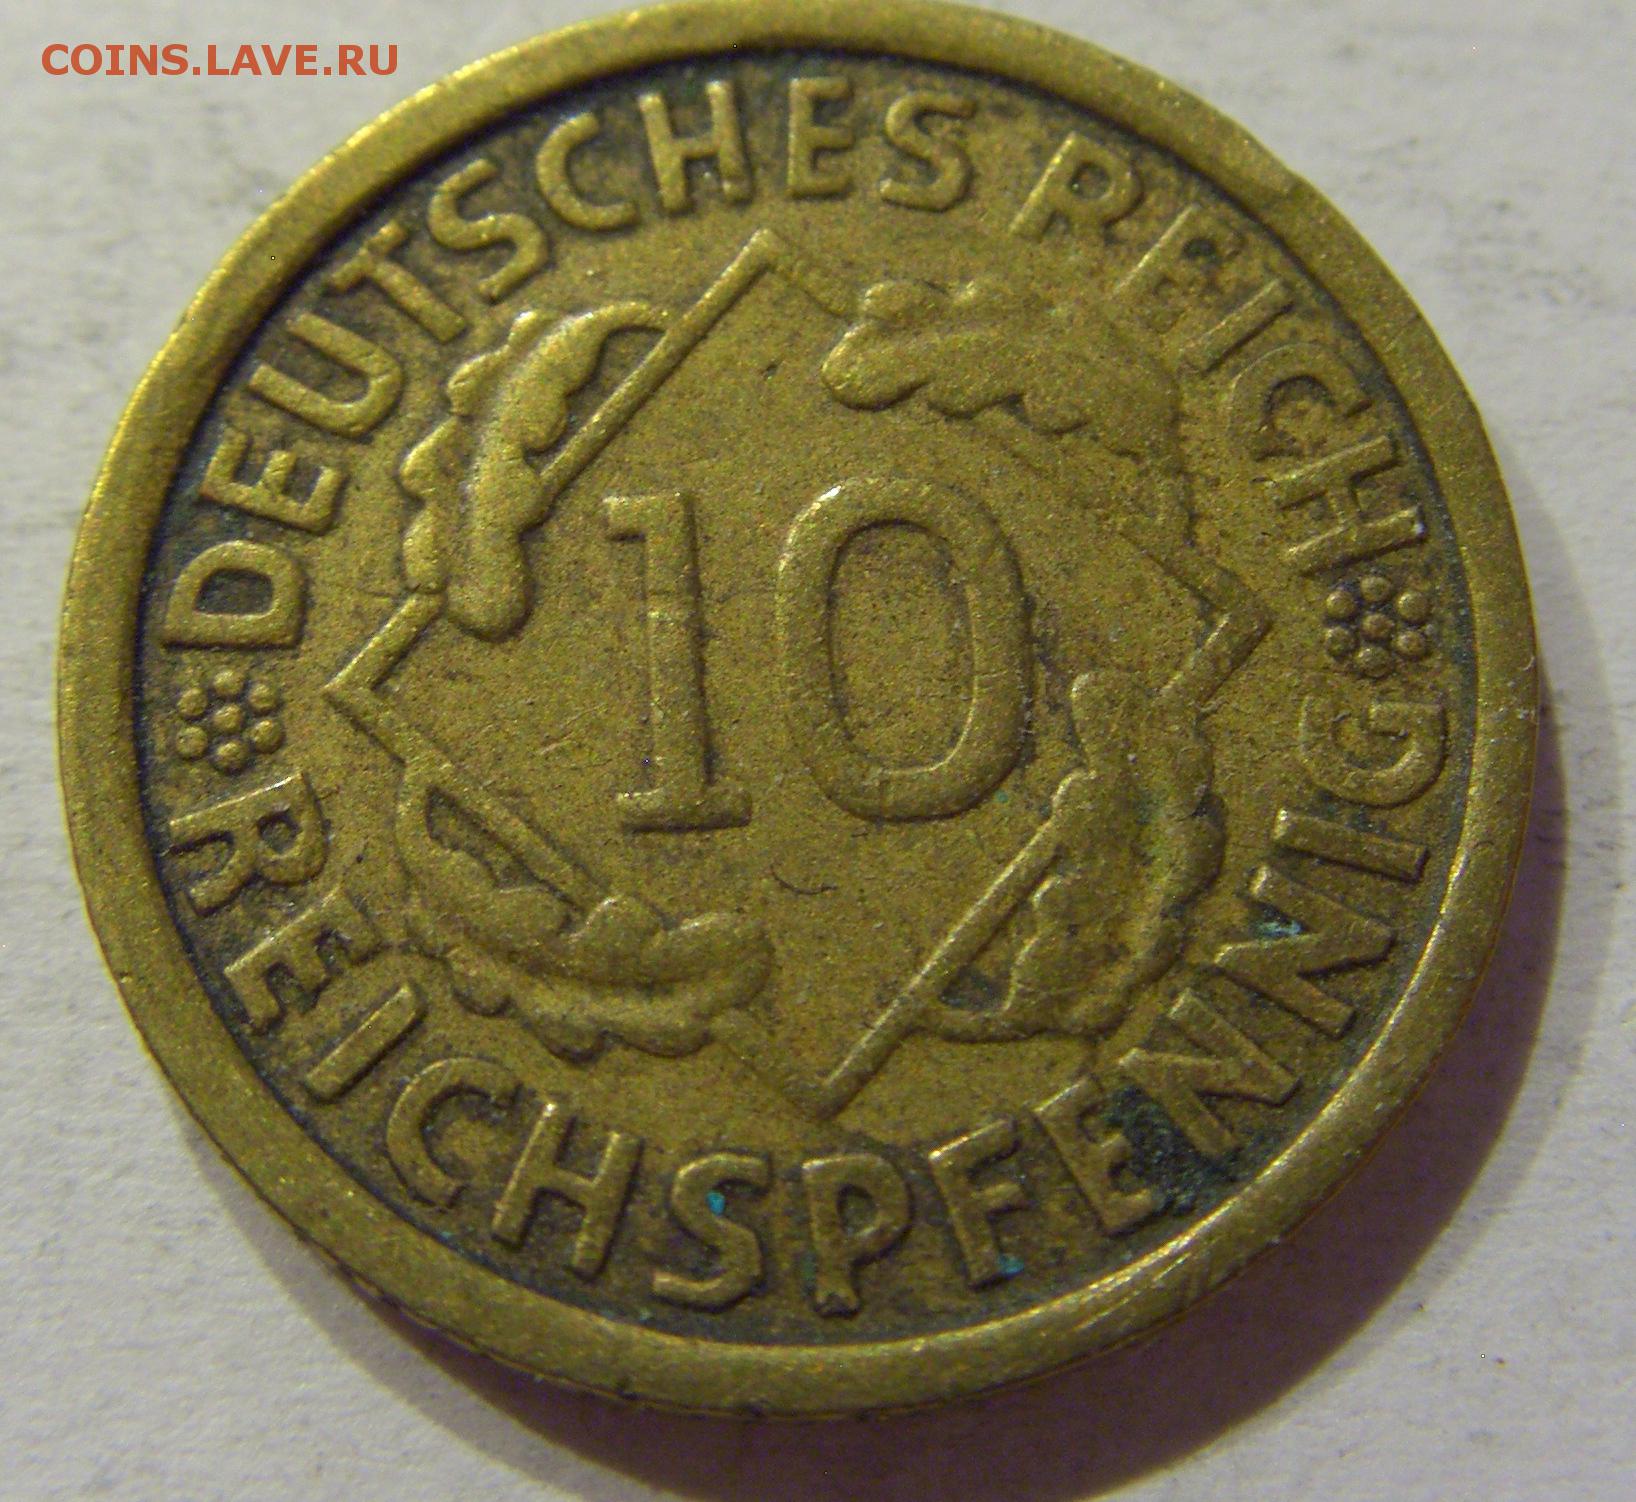 COINS.LAVE.RU
DEUTSCHES REICH
10
REICHSPFENNIG